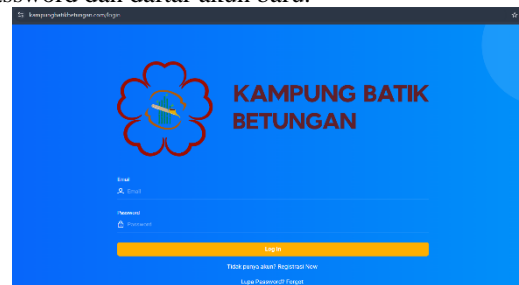 password dan daftar akun baru.
kampungbatikbetungan.com/login
KAMPUNG BATIK
BETUNGAN
Email
Email
Password
Password
Log In
Tidak punya akun? Registrasi Now
Lupa Password? Forgot